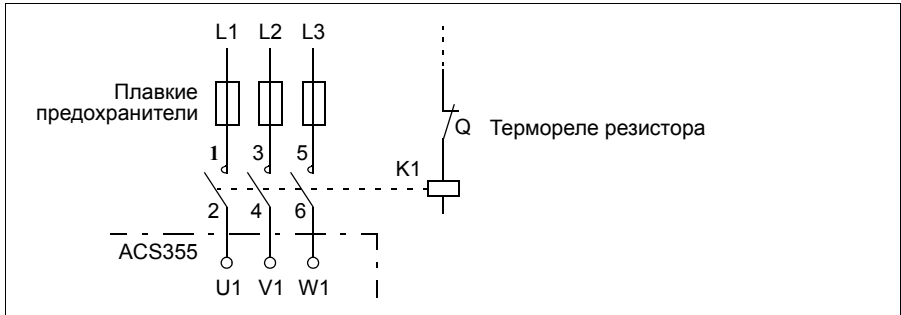 L1 L2 L3
Плавкие
предохранители
Q Термореле резистора
1 3 5
K1
2 4 6
ACS355
U1 V1 W1